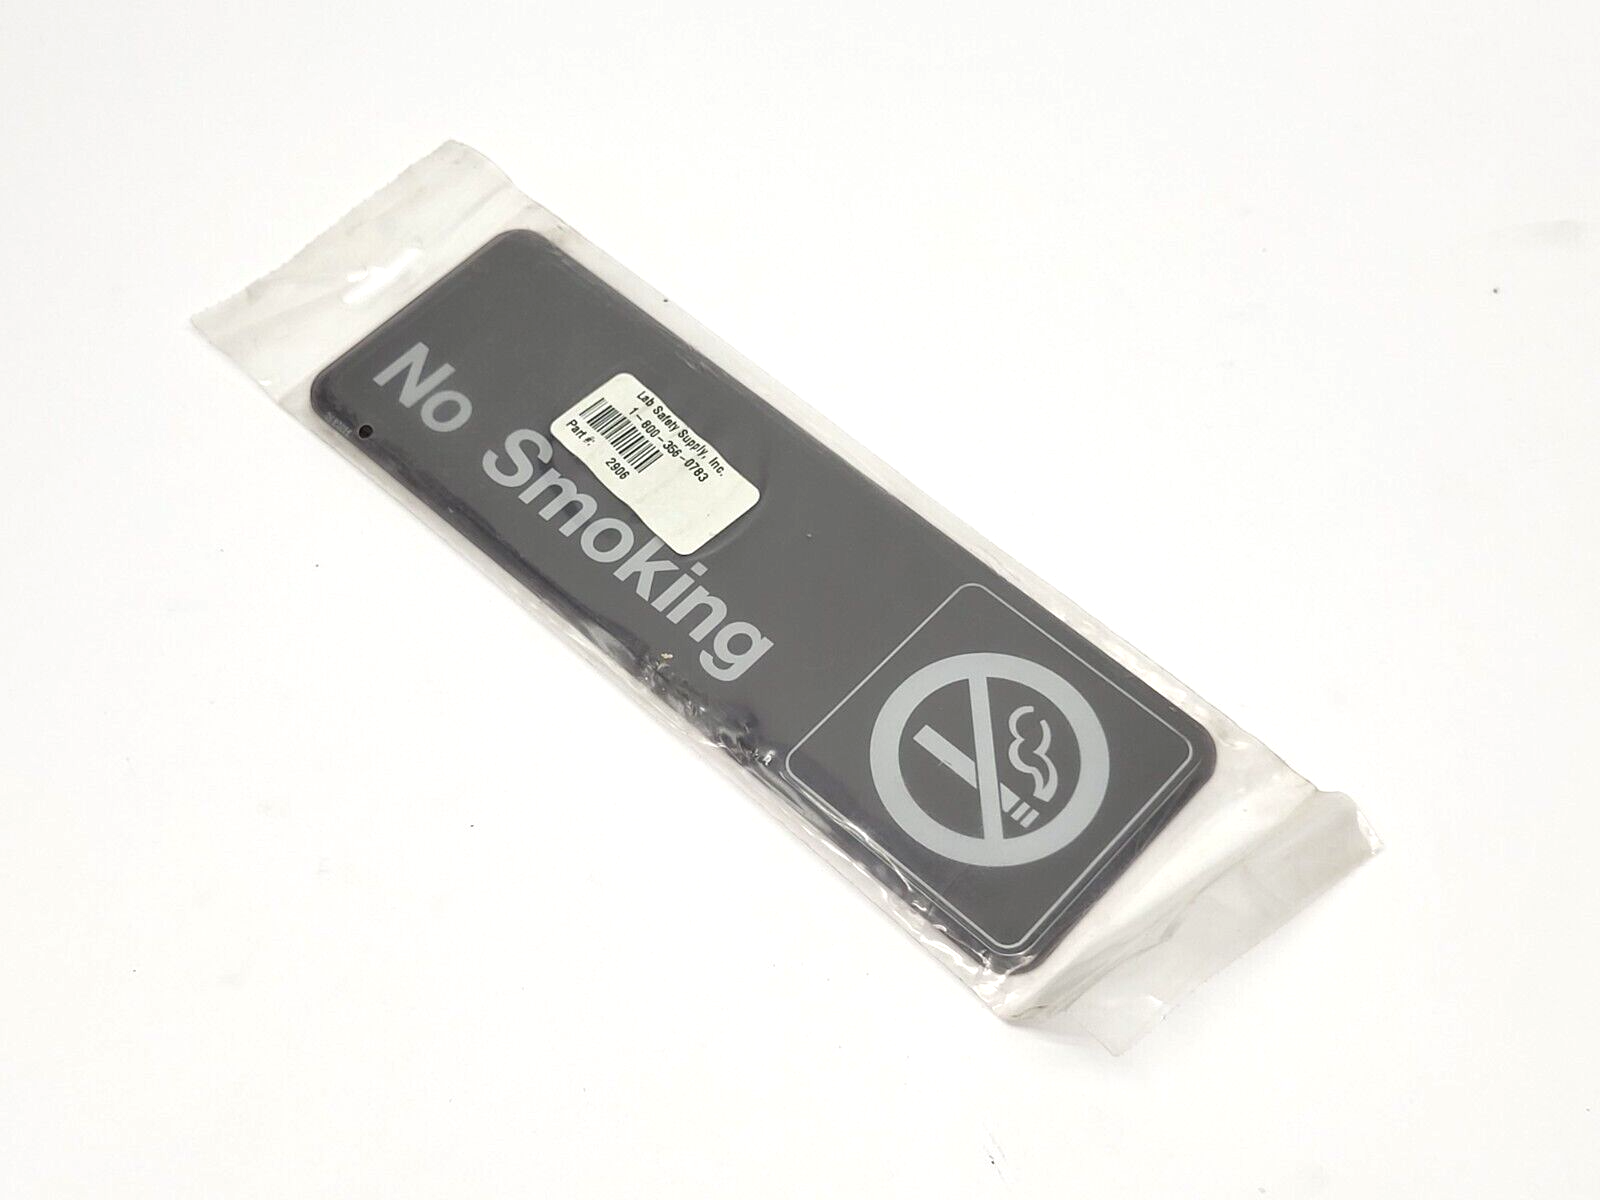 No Smoking
Lab Safety Supply, Inc.
1-800-356-0783
Part #: 2906